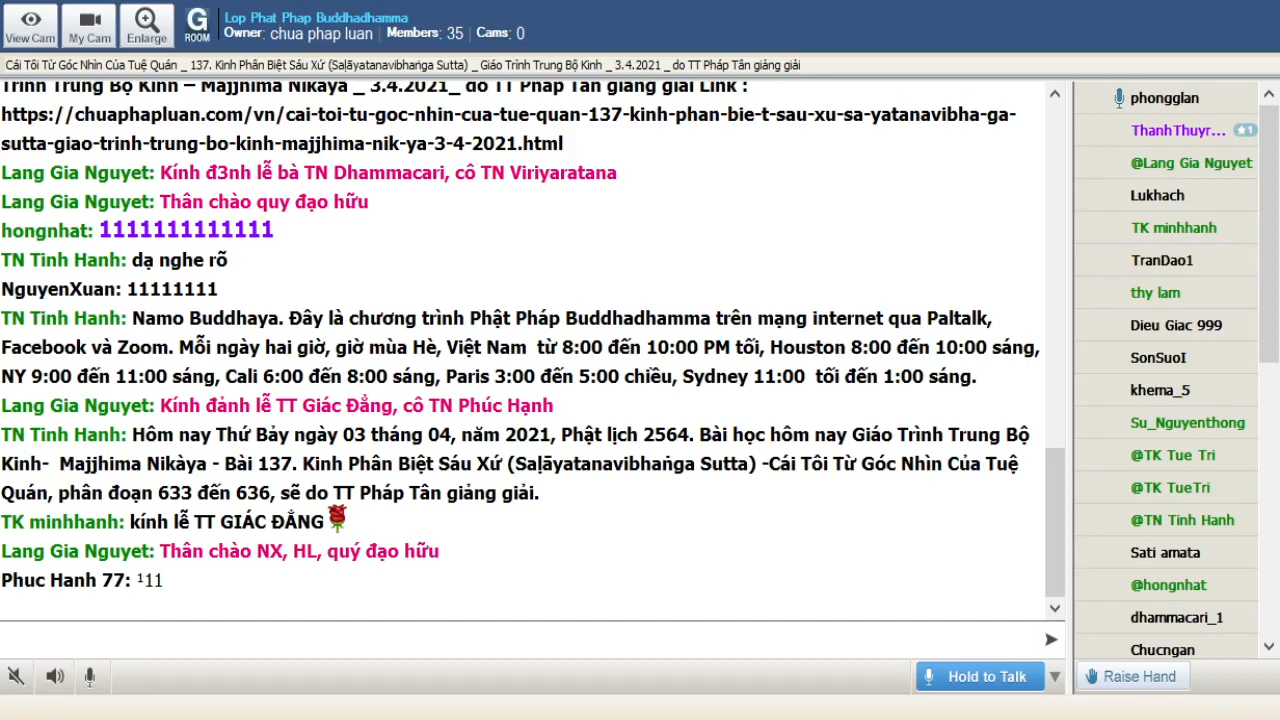 View Cam
My Cam
Enlarge
G
ROOM
Lop Phat Phap Buddhadhamma
Owner: chua phap luan | Members: 35 | Cams: 0
Cái Tôi Từ Góc Nhìn Của Tuệ Quán _ 137. Kinh Phân Biệt Sáu Xứ (Saḷāyatanavibhaṅga Sutta) _ Giáo Trình Trung Bộ Kinh _ 3.4.2021 _ do TT Pháp Tân giảng giải
Trình Trung Bộ Kinh – Majjhima Nikaya _ 3.4.2021_ do TT Pháp Tân giảng giải Link :
https://chuaphapluan.com/vn/cai-toi-tu-goc-nhin-cua-tue-quan-137-kinh-phan-bie-t-sau-xu-sa-yatanavibha-ga-
sutta-giao-trinh-trung-bo-kinh-majjhima-nik-ya-3-4-2021.html
Lang Gia Nguyet: Kính đ3nh lễ bà TN Dhammacari, cô TN Viriyaratana
Lang Gia Nguyet: Thân chào quy đạo hữu
hongnhat: 1111111111111
TN Tinh Hanh: dạ nghe rõ
NguyenXuan: 11111111
TN Tinh Hanh: Namo Buddhaya. Đây là chương trình Phật Pháp Buddhadhamma trên mạng internet qua Paltalk,
Facebook và Zoom. Mỗi ngày hai giờ, giờ mùa Hè, Việt Nam từ 8:00 đến 10:00 PM tối, Houston 8:00 đến 10:00 sáng,
NY 9:00 đến 11:00 sáng, Cali 6:00 đến 8:00 sáng, Paris 3:00 đến 5:00 chiều, Sydney 11:00 tối đến 1:00 sáng.
Lang Gia Nguyet: Kính đảnh lễ TT Giác Đẳng, cô TN Phúc Hạnh
TN Tinh Hanh: Hôm nay Thứ Bảy ngày 03 tháng 04, năm 2021, Phật lịch 2564. Bài học hôm nay Giáo Trình Trung Bộ
Kinh- Majjhima Nikàya - Bài 137. Kinh Phân Biệt Sáu Xứ (Saḷāyatanavibhaṅga Sutta) -Cái Tôi Từ Góc Nhìn Của Tuệ
Quán, phân đoạn 633 đến 636, sẽ do TT Pháp Tân giảng giải.
TK minhhanh: kính lễ TT GIÁC ĐẲNG
Lang Gia Nguyet: Thân chào NX, HL, quý đạo hữu
Phuc Hanh 77: ¹11
Hold to Talk
phongglan
ThanhThuyr... 1
@Lang Gia Nguyet
Lukhach
TK minhhanh
TranDao1
thy lam
Dieu Giac 999
SonSuoI
khema_5
Su_Nguyenthong
@TK Tue Tri
@TK TueTri
@TN Tinh Hanh
Sati amata
@hongnhat
dhammacari_1
Chucngan
Raise Hand